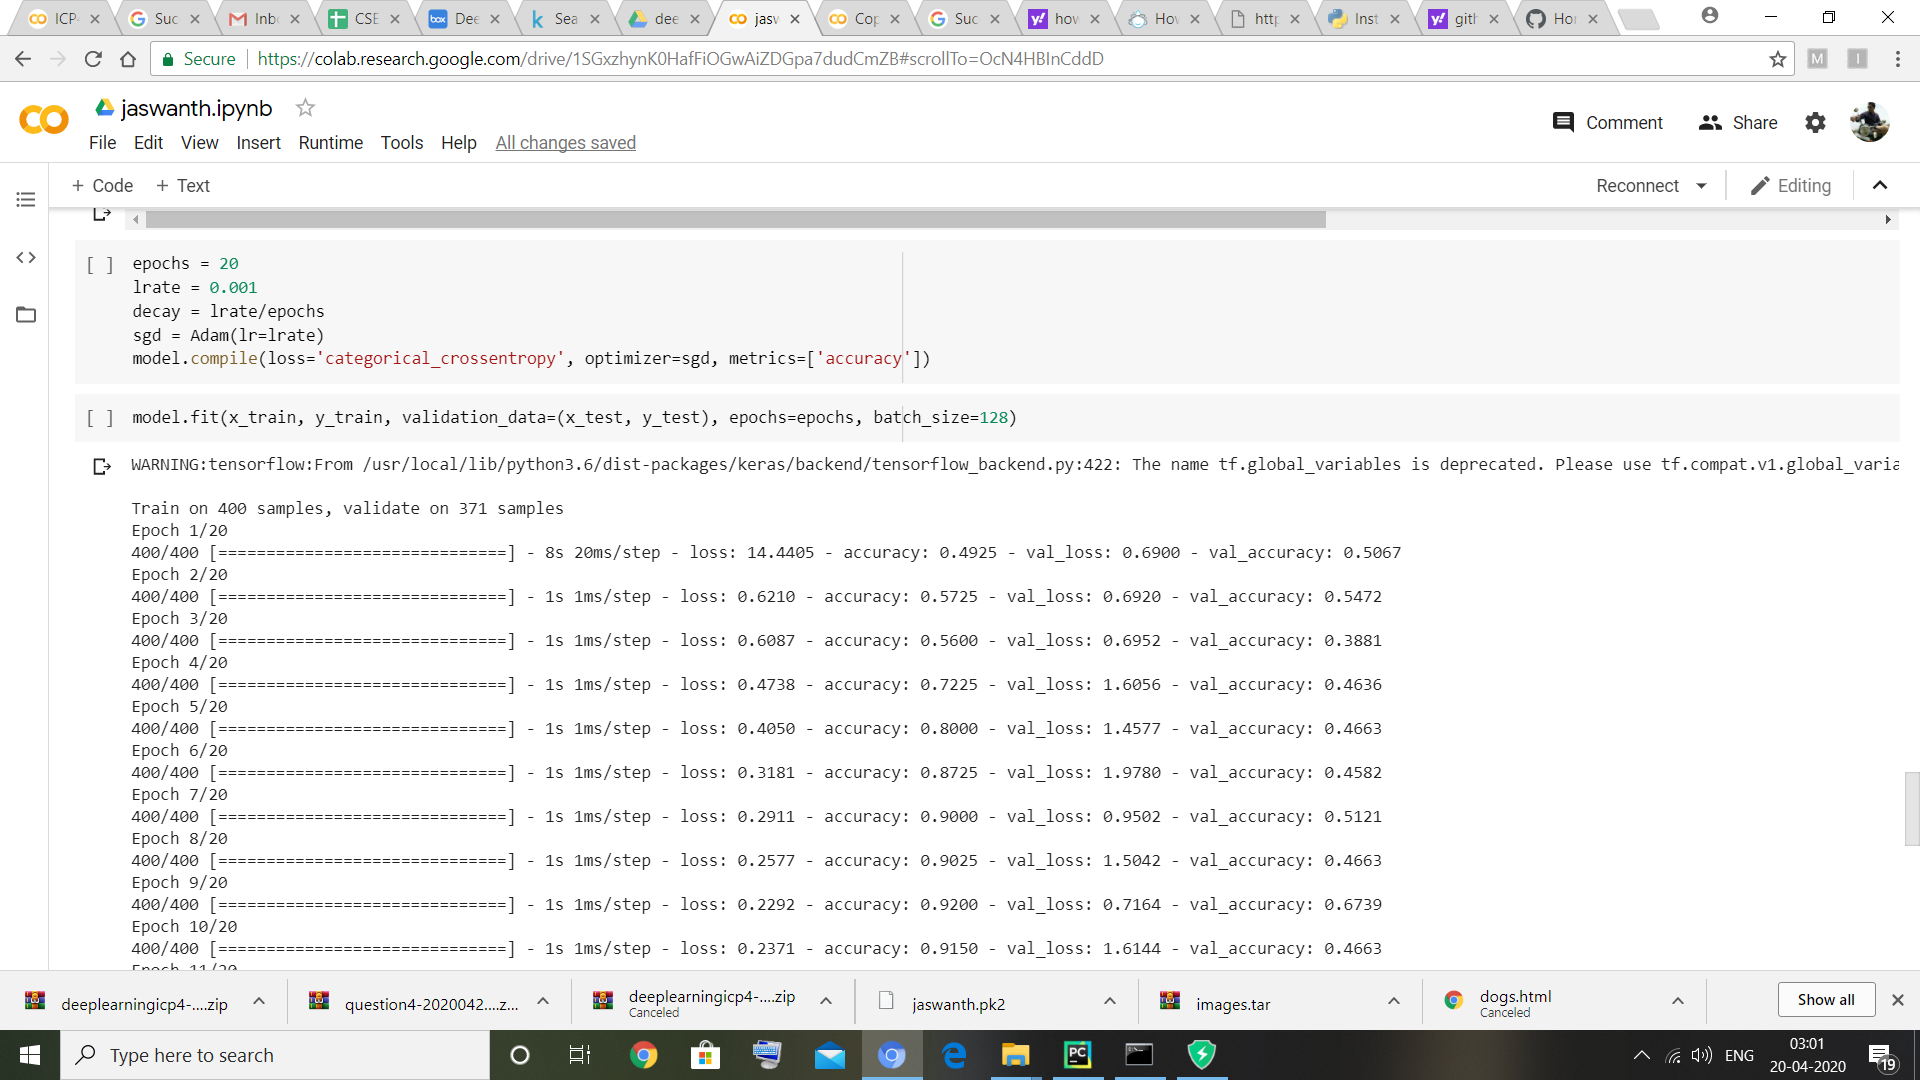 ICP-
Suc
Inb
CSE
Dee
Sea
dee
jasw
Cop
Suc
how
Hov
http
Inst
gith
Hor
Secure
https://colab.research.google.com/drive/1SGxzhynK0HafFiOGwAiZDGpa7dudCmZB#scrollTo=OcN4HBInCddD
jaswanth.ipynb
Comment
Share
File Edit View Insert Runtime Tools Help All changes saved
+ Code + Text
Reconnect
Editing
[ ] epochs = 20
lrate = 0.001
decay = lrate/epochs
sgd = Adam(lr=lrate)
model.compile(loss='categorical_crossentropy', optimizer=sgd, metrics=['accuracy'])
[ ] model.fit(x_train, y_train, validation_data=(x_test, y_test), epochs=epochs, batch_size=128)
WARNING:tensorflow:From /usr/local/lib/python3.6/dist-packages/keras/backend/tensorflow_backend.py:422: The name tf.global_variables is deprecated. Please use tf.compat.v1.global_varia
Train on 400 samples, validate on 371 samples
Epoch 1/20
400/400 [==============================] - 8s 20ms/step - loss: 14.4405 - accuracy: 0.4925 - val_loss: 0.6900 - val_accuracy: 0.5067
Epoch 2/20
400/400 [==============================] - 1s 1ms/step - loss: 0.6210 - accuracy: 0.5725 - val_loss: 0.6920 - val_accuracy: 0.5472
Epoch 3/20
400/400 [==============================] - 1s 1ms/step - loss: 0.6087 - accuracy: 0.5600 - val_loss: 0.6952 - val_accuracy: 0.3881
Epoch 4/20
400/400 [==============================] - 1s 1ms/step - loss: 0.4738 - accuracy: 0.7225 - val_loss: 1.6056 - val_accuracy: 0.4636
Epoch 5/20
400/400 [==============================] - 1s 1ms/step - loss: 0.4050 - accuracy: 0.8000 - val_loss: 1.4577 - val_accuracy: 0.4663
Epoch 6/20
400/400 [==============================] - 1s 1ms/step - loss: 0.3181 - accuracy: 0.8725 - val_loss: 1.9780 - val_accuracy: 0.4582
Epoch 7/20
400/400 [==============================] - 1s 1ms/step - loss: 0.2911 - accuracy: 0.9000 - val_loss: 0.9502 - val_accuracy: 0.5121
Epoch 8/20
400/400 [==============================] - 1s 1ms/step - loss: 0.2577 - accuracy: 0.9025 - val_loss: 1.5042 - val_accuracy: 0.4663
Epoch 9/20
400/400 [==============================] - 1s 1ms/step - loss: 0.2292 - accuracy: 0.9200 - val_loss: 0.7164 - val_accuracy: 0.6739
Epoch 10/20
400/400 [==============================] - 1s 1ms/step - loss: 0.2371 - accuracy: 0.9150 - val_loss: 1.6144 - val_accuracy: 0.4663
Epoch 11/20
deeplearningicp4-....zip
question4-2020042....z...
deeplearningicp4-....zip
Canceled
jaswanth.pk2
images.tar
dogs.html
Canceled
Show all
Type here to search
ENG
03:01
20-04-2020
19